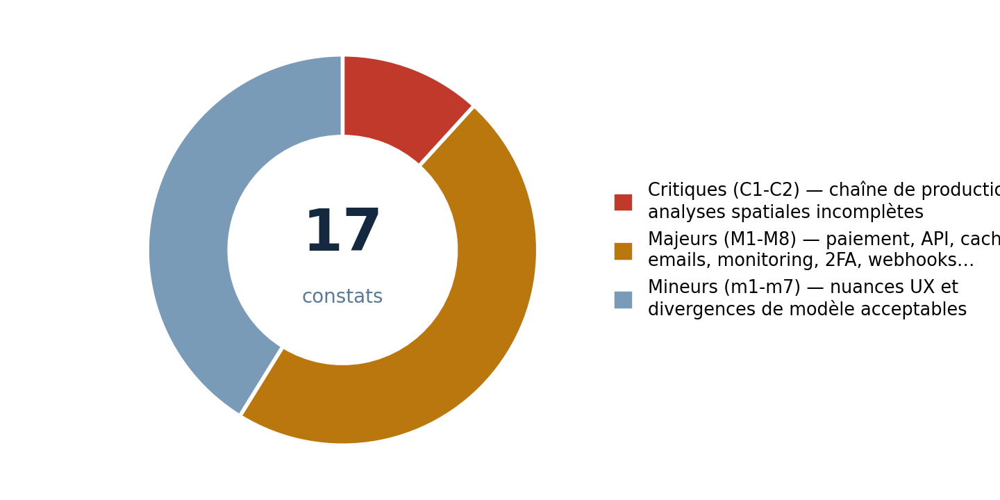 17
constats
Critiques (C1-C2) — chaîne de productio
analyses spatiales incomplètes
Majeurs (M1-M8) — paiement, API, cach
emails, monitoring, 2FA, webhooks…
Mineurs (m1-m7) — nuances UX et
divergences de modèle acceptables